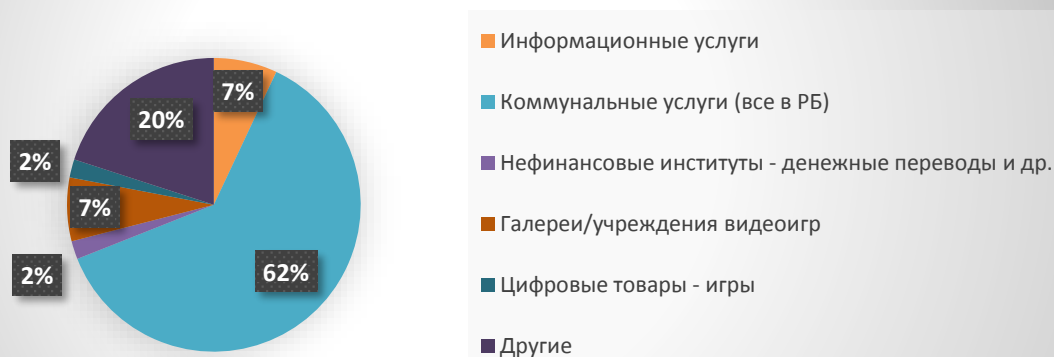 7%
20%
2%
7%
2%
62%
Информационные услуги
Коммунальные услуги (все в РБ)
Нефинансовые институты - денежные переводы и др.
Галереи/учреждения видеоигр
Цифровые товары - игры
Другие